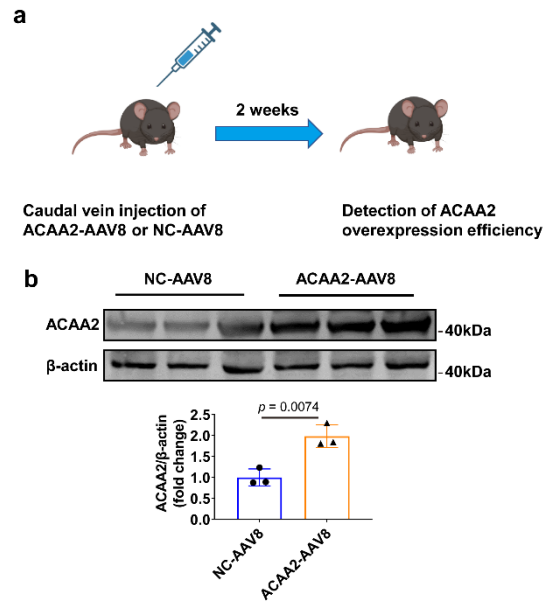 a
2 weeks
Caudal vein injection of
ACAA2-AAV8 or NC-AAV8
Detection of ACAA2
overexpression efficiency
b
NC-AAV8
ACAA2-AAV8
ACAA2
-40kDa
β-actin
-40kDa
p = 0.0074
ACAA2/β-actin
(fold change)
2.5
2.0
1.5
1.0
0.5
0.0
NC-AAV8
ACAA2-AAV8